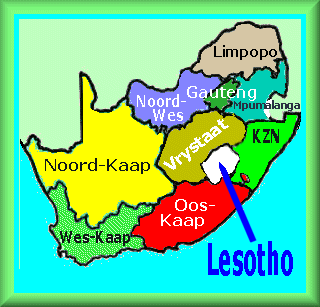 Limpopo
Gauteng
Mpumalanga
Noord-
Wes
KZN
Vrystaat
Noord-Kaap
Oos-
Kaap
Wes-Kaap
Lesotho